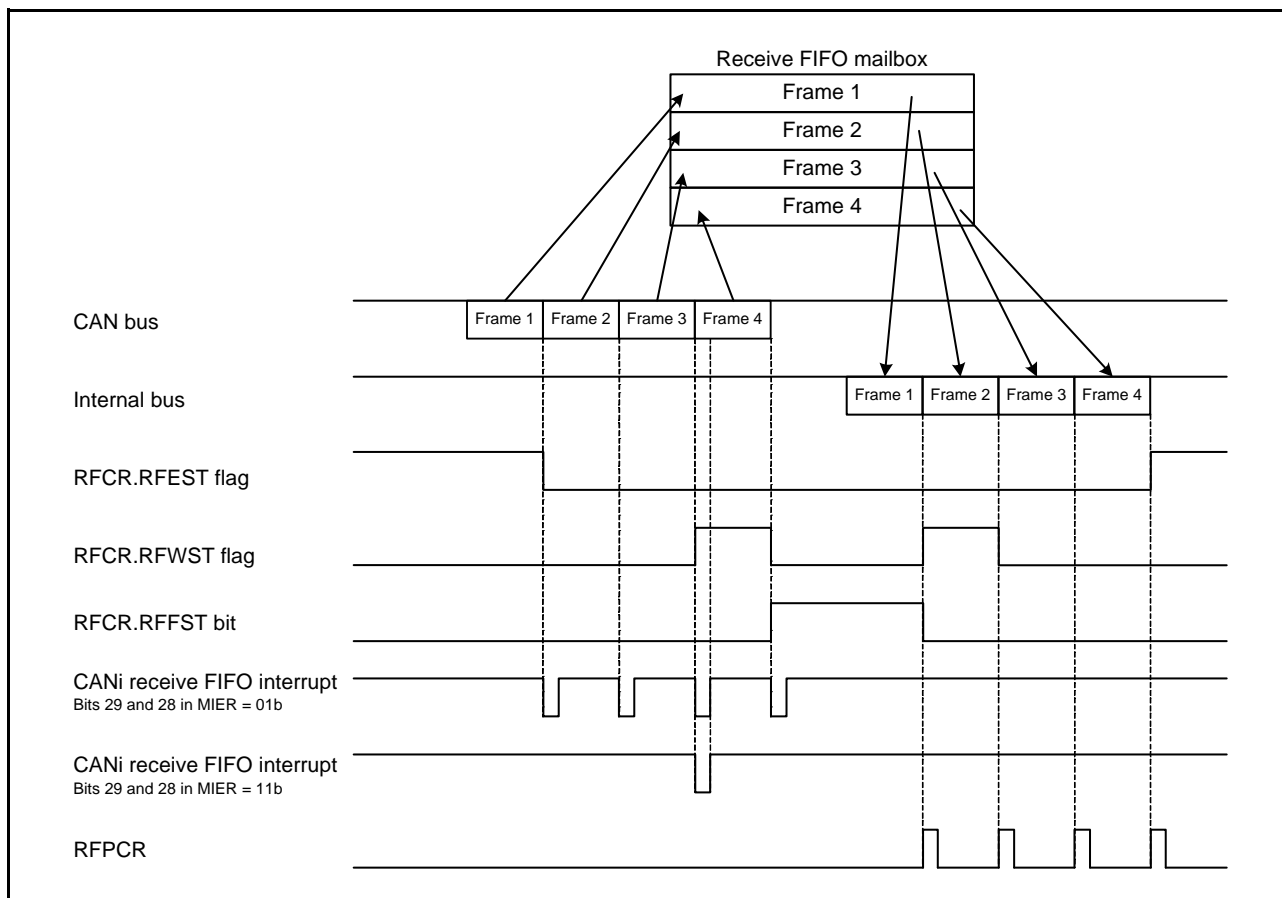 Receive FIFO mailbox
Frame 1
Frame 2
Frame 3
Frame 4
CAN bus
Frame 1 Frame 2 Frame 3 Frame 4
Internal bus
Frame 1 Frame 2 Frame 3 Frame 4
RFCR.RFEST flag
RFCR.RFWST flag
RFCR.RFFST bit
CANi receive FIFO interrupt
Bits 29 and 28 in MIER = 01b
CANi receive FIFO interrupt
Bits 29 and 28 in MIER = 11b
RFPCR